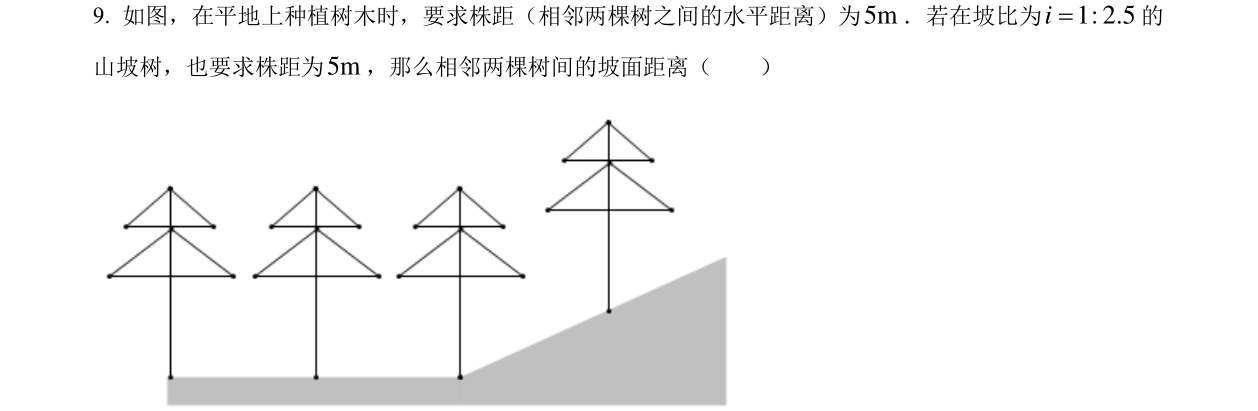 9. 如图，在平地上种植树木时，要求株距（相邻两棵树之间的水平距离）为5m．若在坡比为i＝1:2.5的
山坡树，也要求株距为5m，那么相邻两棵树间的坡面距离（　　）